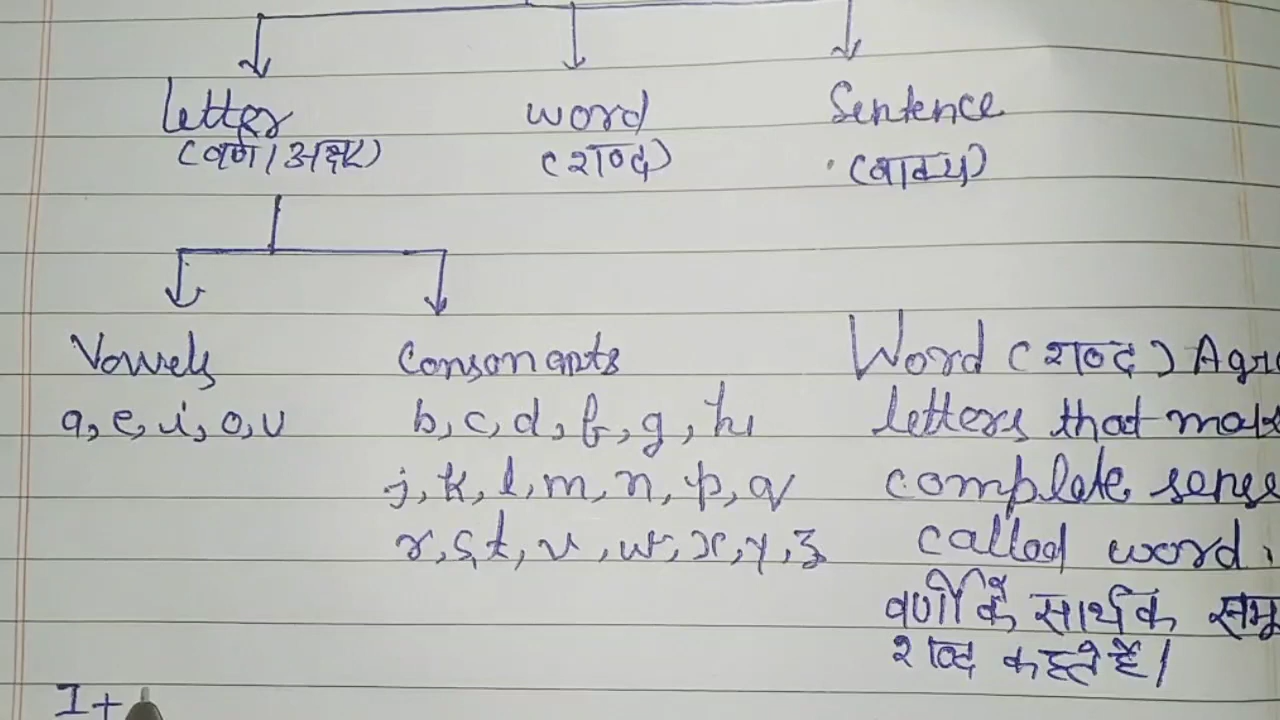 letter
word
Sentence
(वर्ण/अक्षर)
(शब्द)
(वाक्य)
Vowels
a, e, i, o, u
Consonants
b, c, d, f, g, h
j, k, l, m, n, p, q
r, s, t, v, w, x, y, z
Word (शब्द) A
letters that
complete sense
called word.
वर्णों के सार्थक
शब्द कहते हैं।
I+